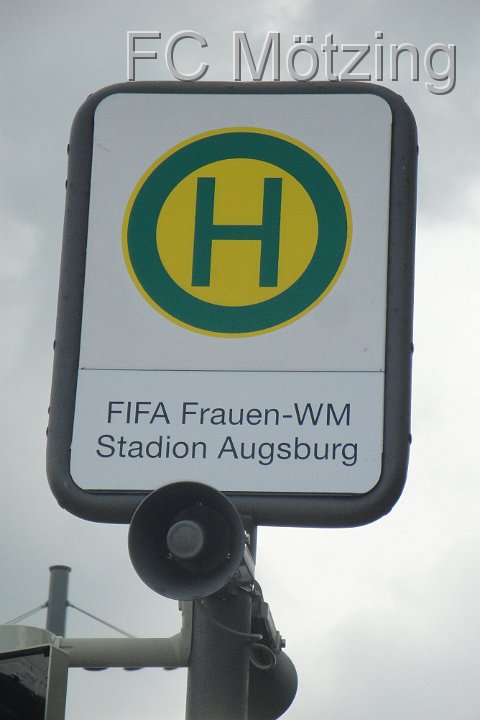 FC Mötzing
H
FIFA Frauen-WM
Stadion Augsburg